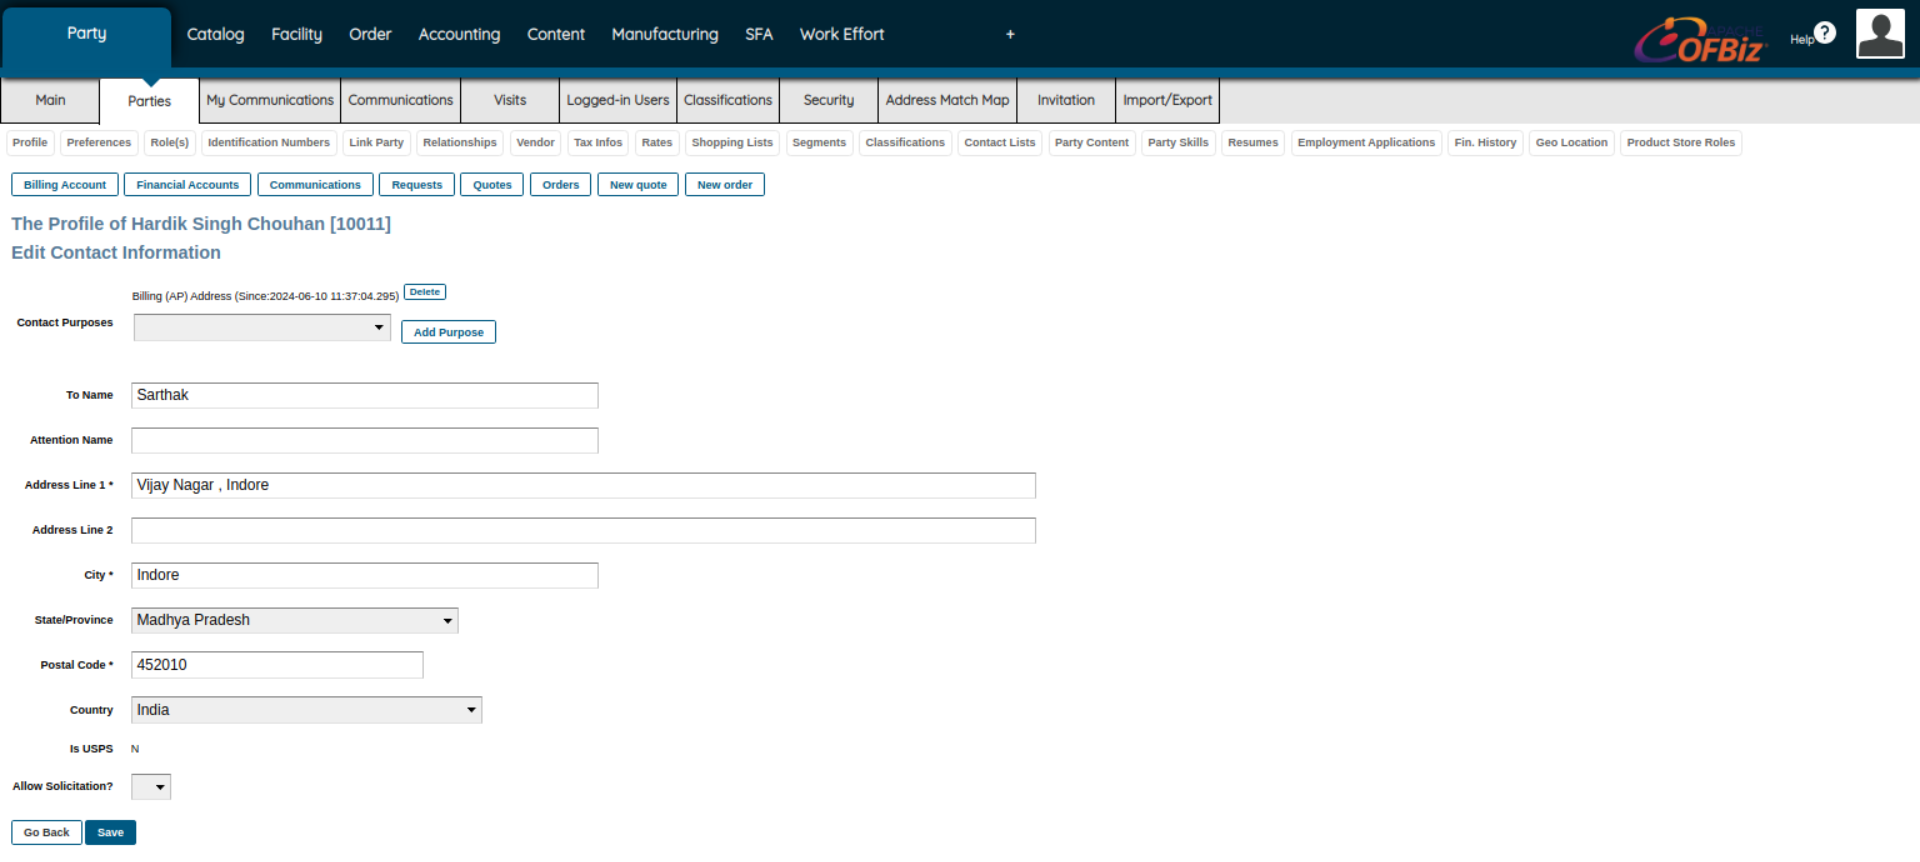 Party Catalog Facility Order Accounting Content Manufacturing SFA Work Effort + APACHE OFBiz Help ?
Main Parties My Communications Communications Visits Logged-in Users Classifications Security Address Match Map Invitation Import/Export
Profile Preferences Role(s) Identification Numbers Link Party Relationships Vendor Tax Infos Rates Shopping Lists Segments Classifications Contact Lists Party Content Party Skills Resumes Employment Applications Fin. History Geo Location Product Store Roles
Billing Account Financial Accounts Communications Requests Quotes Orders New quote New order
The Profile of Hardik Singh Chouhan [10011]
Edit Contact Information
Billing (AP) Address (Since:2024-06-10 11:37:04.295) Delete
Contact Purposes Add Purpose
To Name Sarthak
Attention Name
Address Line 1 * Vijay Nagar , Indore
Address Line 2
City * Indore
State/Province Madhya Pradesh
Postal Code * 452010
Country India
Is USPS N
Allow Solicitation?
Go Back Save